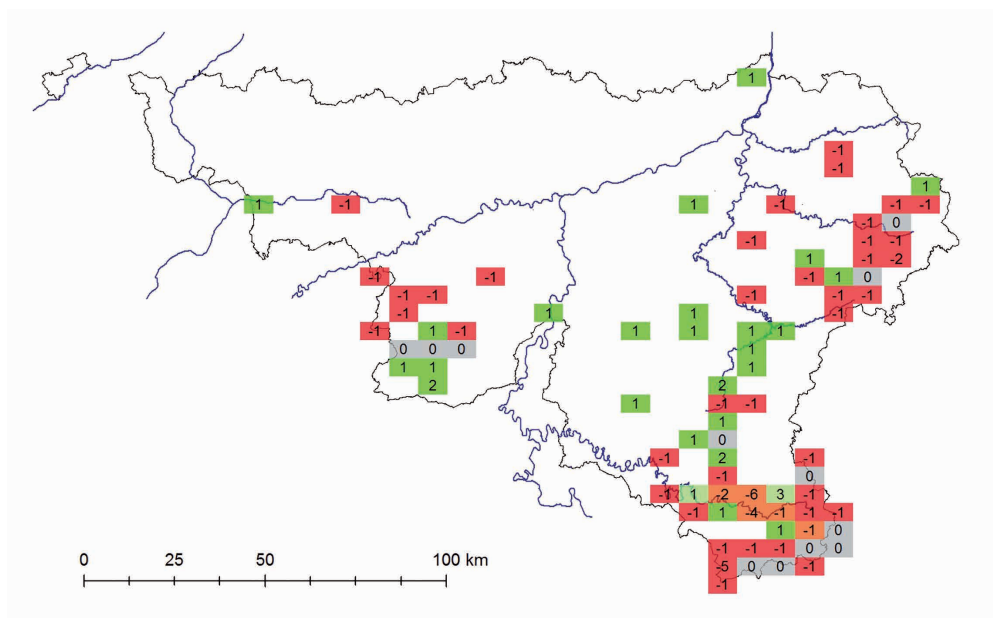 1
-1
-1
1
1 -1 1 -1 -1 -1
-1 0
-1 -1 -1
1 -1 -2
-1 -1 -1 1 0
-1 -1 -1 -1 -1
-1 1 1 -1
-1 1 -1 1 1 1 1
0 0 0 1
1 1 1
2 2
1 -1 -1
1
1 0
-1 2 -1
-1 0
-1 1 -2 -6 3 -1
-1 1 -4 -1 -1 -1
1 -1 0
-1 -1 -1 0 0
0 25 50 100 km
-5 0 0 -1
-1